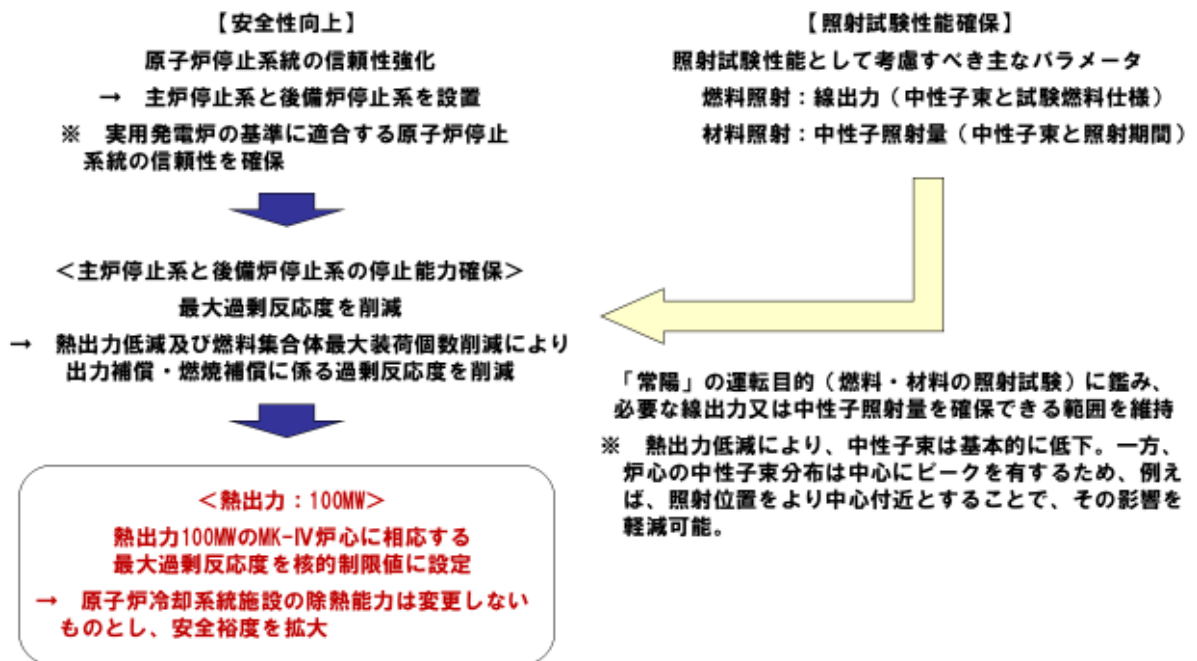 【安全性向上】
原子炉停止系統の信頼性強化
→ 主炉停止系と後備炉停止系を設置
※ 実用発電炉の基準に適合する原子炉停止
系統の信頼性を確保
<主炉停止系と後備炉停止系の停止能力確保>
最大過剰反応度を削減
→ 熱出力低減及び燃料集合体最大装荷個数削減により
出力補償・燃焼補償に係る過剰反応度を削減
<熱出力：100MW>
熱出力100MWのMK-Ⅳ炉心に相応する
最大過剰反応度を核的制限値に設定
→ 原子炉冷却系統施設の除熱能力は変更しない
ものとし、安全裕度を拡大
【照射試験性能確保】
照射試験性能として考慮すべき主なパラメータ
燃料照射：線出力（中性子束と試験燃料仕様）
材料照射：中性子照射量（中性子束と照射期間）
「常陽」の運転目的（燃料・材料の照射試験）に鑑み、
必要な線出力又は中性子照射量を確保できる範囲を維持
※ 熱出力低減により、中性子束は基本的に低下。一方、
炉心の中性子束分布は中心にピークを有するため、例え
ば、照射位置をより中心付近とすることで、その影響を
軽減可能。